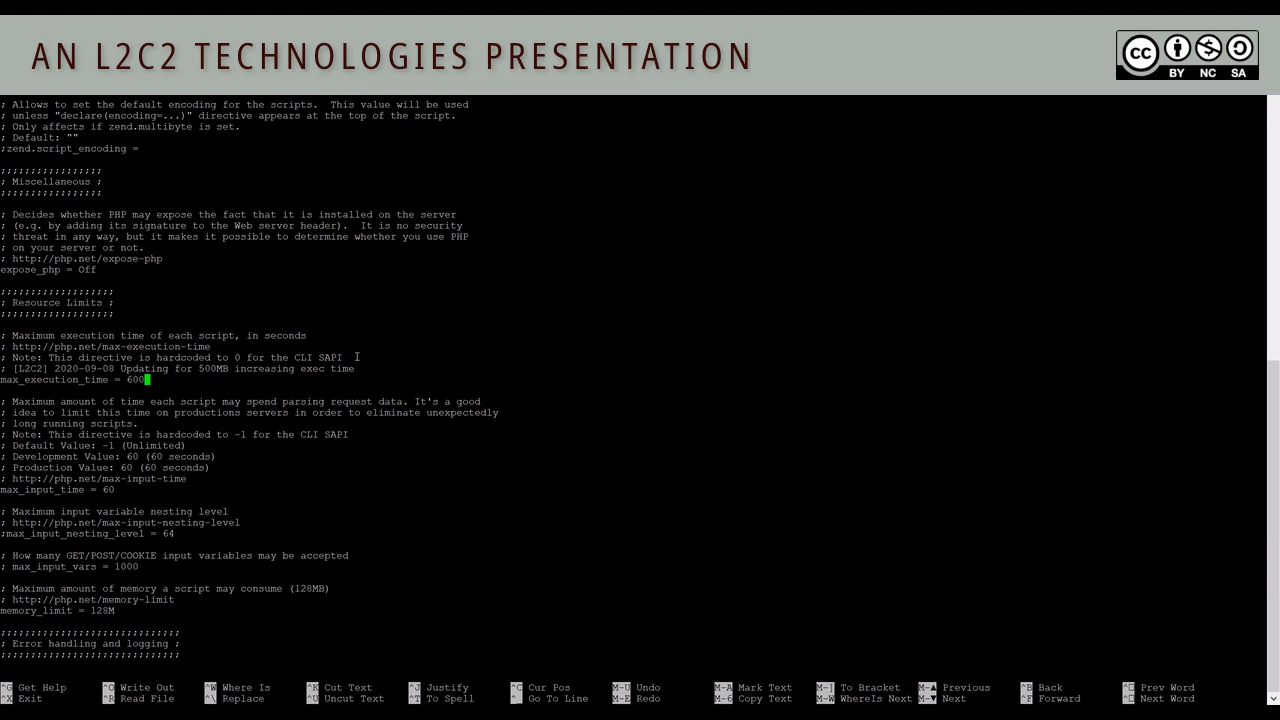 AN L2C2 TECHNOLOGIES PRESENTATION
CC BY NC SA
; Allows to set the default encoding for the scripts.  This value will be used
; unless "declare(encoding=...)" directive appears at the top of the script.
; Only affects if zend.multibyte is set.
; Default: ""
;zend.script_encoding =
;;;;;;;;;;;;;;;;;
; Miscellaneous ;
;;;;;;;;;;;;;;;;;
; Decides whether PHP may expose the fact that it is installed on the server
; (e.g. by adding its signature to the Web server header).  It is no security
; threat in any way, but it makes it possible to determine whether you use PHP
; on your server or not.
; http://php.net/expose-php
expose_php = Off
;;;;;;;;;;;;;;;;;;;
; Resource Limits ;
;;;;;;;;;;;;;;;;;;;
; Maximum execution time of each script, in seconds
; http://php.net/max-execution-time
; Note: This directive is hardcoded to 0 for the CLI SAPI
; [L2C2] 2020-09-08 Updating for 500MB increasing exec time
max_execution_time = 600
; Maximum amount of time each script may spend parsing request data. It's a good
; idea to limit this time on productions servers in order to eliminate unexpectedly
; long running scripts.
; Note: This directive is hardcoded to -1 for the CLI SAPI
; Default Value: -1 (Unlimited)
; Development Value: 60 (60 seconds)
; Production Value: 60 (60 seconds)
; http://php.net/max-input-time
max_input_time = 60
; Maximum input variable nesting level
; http://php.net/max-input-nesting-level
;max_input_nesting_level = 64
; How many GET/POST/COOKIE input variables may be accepted
; max_input_vars = 1000
; Maximum amount of memory a script may consume (128MB)
; http://php.net/memory-limit
memory_limit = 128M
;;;;;;;;;;;;;;;;;;;;;;;;;;;;;;
; Error handling and logging ;
;;;;;;;;;;;;;;;;;;;;;;;;;;;;;;
^G Get Help ^O Write Out ^W Where Is ^K Cut Text ^J Justify ^C Cur Pos M-U Undo M-A Mark Text M-] To Bracket M-▲ Previous ^B Back ^□ Prev Word
^X Exit ^R Read File ^\ Replace ^U Uncut Text ^T To Spell ^_ Go To Line M-E Redo M-6 Copy Text M-W WhereIs Next M-▼ Next ^F Forward ^□ Next Word